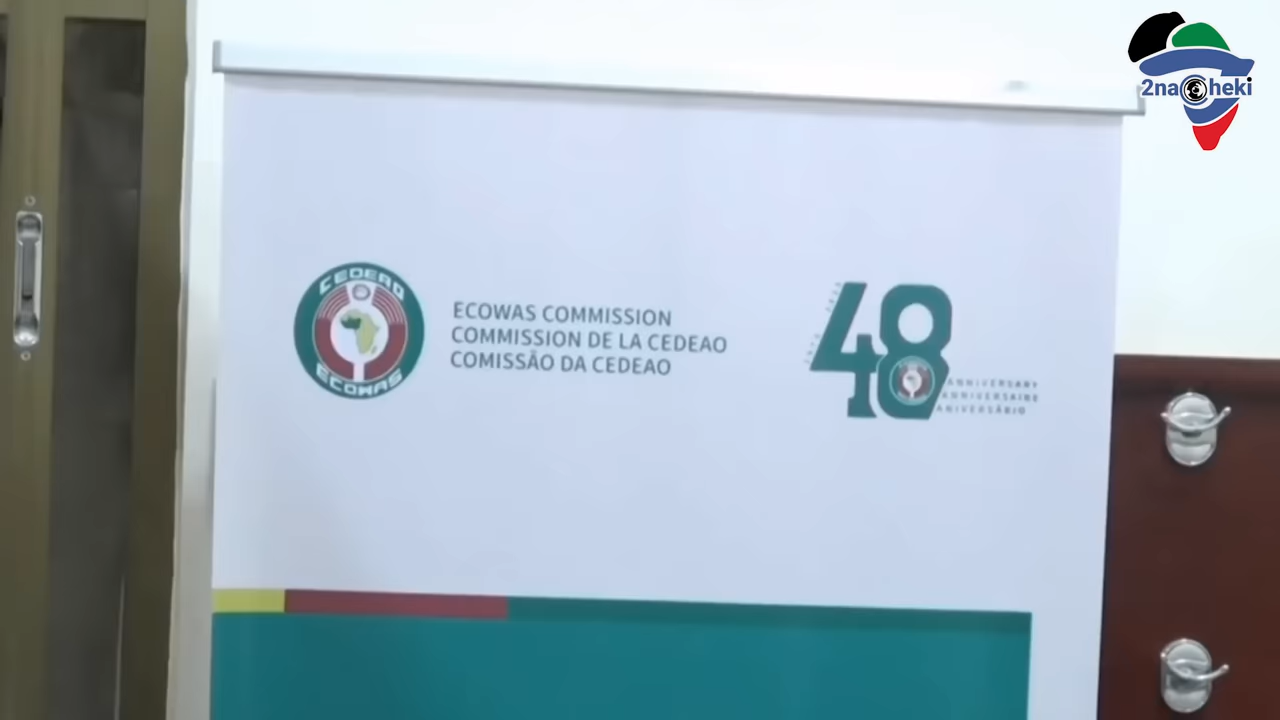 2nacheki
CEDEAO
ECOWAS
ECOWAS COMMISSION
COMMISSION DE LA CEDEAO
COMISSÃO DA CEDEAO
48
ANNIVERSARY
ANNIVERSAIRE
ANIVERSÁRIO